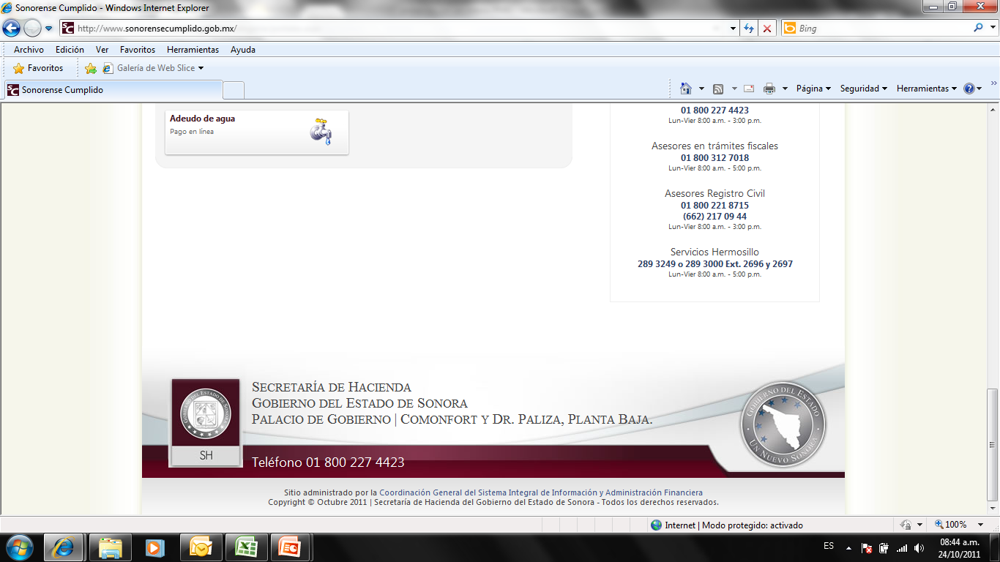 Sonorense Cumplido - Windows Internet Explorer
http://www.sonorensecumplido.gob.mx/
Bing
Archivo Edición Ver Favoritos Herramientas Ayuda
Favoritos Galería de Web Slice
Sonorense Cumplido
Página Seguridad Herramientas
Adeudo de agua
Pago en línea
01 800 227 4423
Lun-Vier 8:00 a.m. - 3:00 p.m.
Asesores en trámites fiscales
01 800 312 7018
Lun-Vier 8:00 a.m. - 5:00 p.m.
Asesores Registro Civil
01 800 221 8715
(662) 217 09 44
Lun-Vier 8:00 a.m. - 3:00 p.m.
Servicios Hermosillo
289 3249 o 289 3000 Ext. 2696 y 2697
Lun-Vier 8:00 a.m. - 5:00 p.m.
SECRETARÍA DE HACIENDA
GOBIERNO DEL ESTADO DE SONORA
PALACIO DE GOBIERNO | COMONFORT Y DR. PALIZA, PLANTA BAJA.
GOBIERNO DEL ESTADO DE SONORA
SH
GOBIERNO DEL ESTADO
UN NUEVO SONORA
Teléfono 01 800 227 4423
Sitio administrado por la Coordinación General del Sistema Integral de Información y Administración Financiera
Copyright © Octubre 2011 | Secretaría de Hacienda del Gobierno del Estado de Sonora - Todos los derechos reservados.
Internet | Modo protegido: activado
100%
ES
08:44 a.m.
24/10/2011